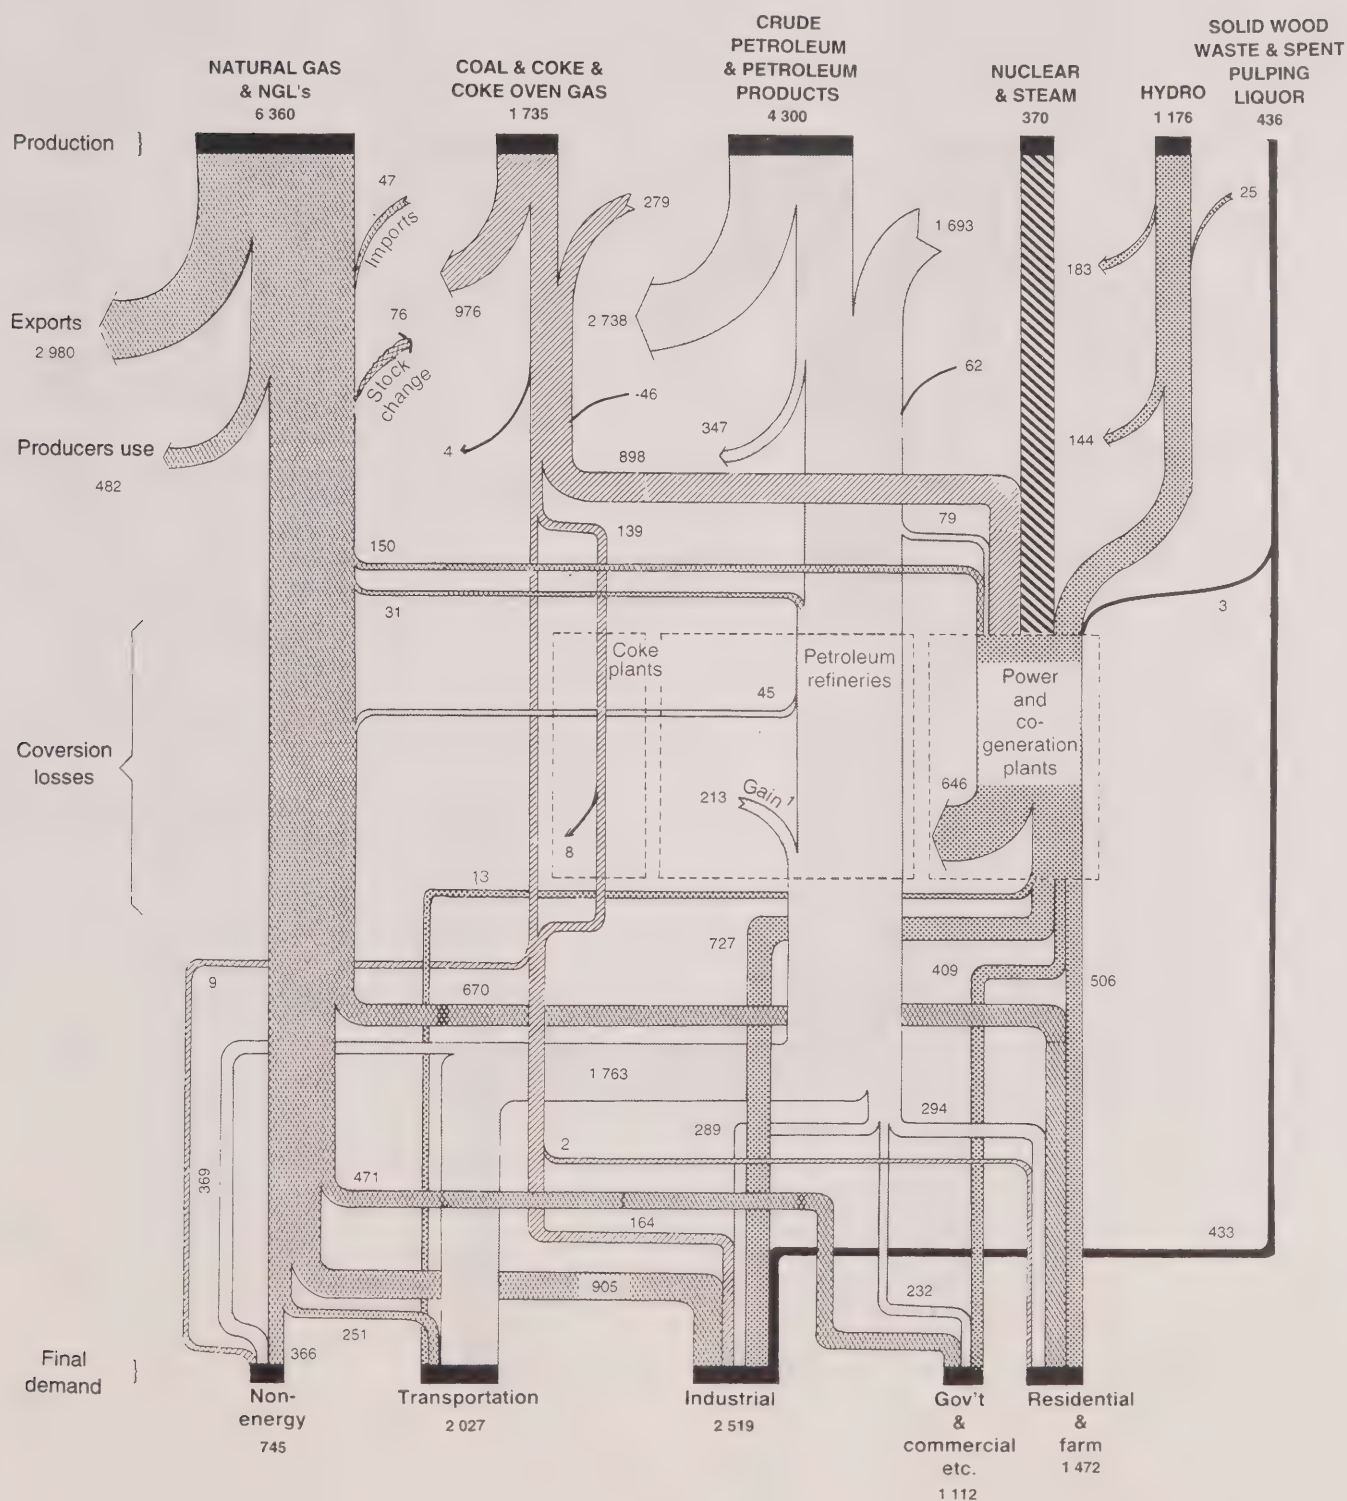 NATURAL GAS
& NGL's
6 360
COAL & COKE &
COKE OVEN GAS
1 735
CRUDE
PETROLEUM
& PETROLEUM
PRODUCTS
4 300
NUCLEAR
& STEAM
370
HYDRO
1 176
SOLID WOOD
WASTE & SPENT
PULPING
LIQUOR
436
Production
47
Imports
279
1 693
25
183
Exports
2 980
76
Stock
change
976
2 738
62
-46
Producers use
482
4
347
144
898
79
139
150
31
3
Coversion
losses
Coke
plants
Petroleum
refineries
Power
and
co-
generation
plants
45
213
Gain 1
646
8
13
727
409
506
9
670
1 763
289
294
2
369
471
164
433
905
232
251
366
Final
demand
Non-
energy
745
Transportation
2 027
Industrial
2 519
Gov't
&
commercial
etc.
1 112
Residential
&
farm
1 472